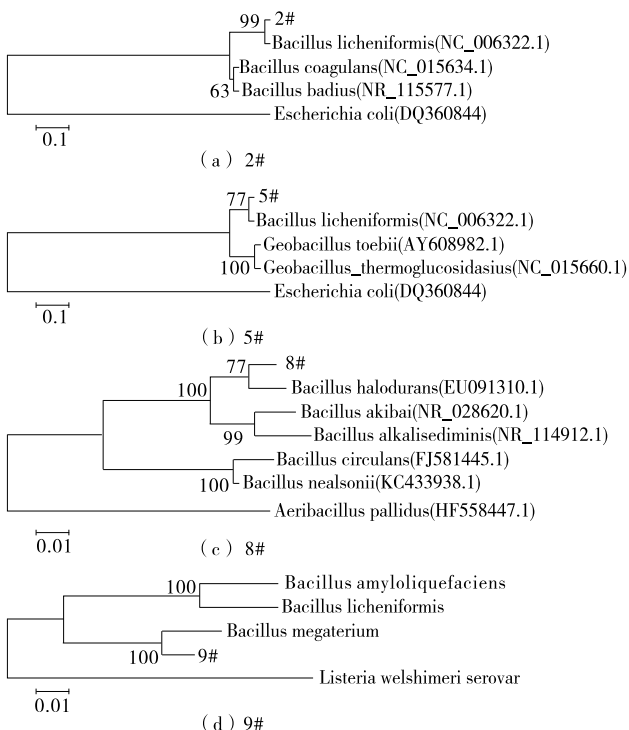 99
2#
Bacillus licheniformis(NC_006322.1)
Bacillus coagulans(NC_015634.1)
63
Bacillus badius(NR_115577.1)
Escherichia coli(DQ360844)
0.1
(a) 2#
77
5#
Bacillus licheniformis(NC_006322.1)
Geobacillus toebii(AY608982.1)
100
Geobacillus_thermoglucosidasius(NC_015660.1)
Escherichia coli(DQ360844)
0.1
(b) 5#
77
8#
100
Bacillus halodurans(EU091310.1)
Bacillus akibai(NR_028620.1)
99
Bacillus alkalisediminis(NR_114912.1)
Bacillus circulans(FJ581445.1)
100
Bacillus nealsonii(KC433938.1)
Aeribacillus pallidus(HF558447.1)
0.01
(c) 8#
100
Bacillus amyloliquefaciens
Bacillus licheniformis
Bacillus megaterium
100
9#
Listeria welshimeri serovar
0.01
(d) 9#